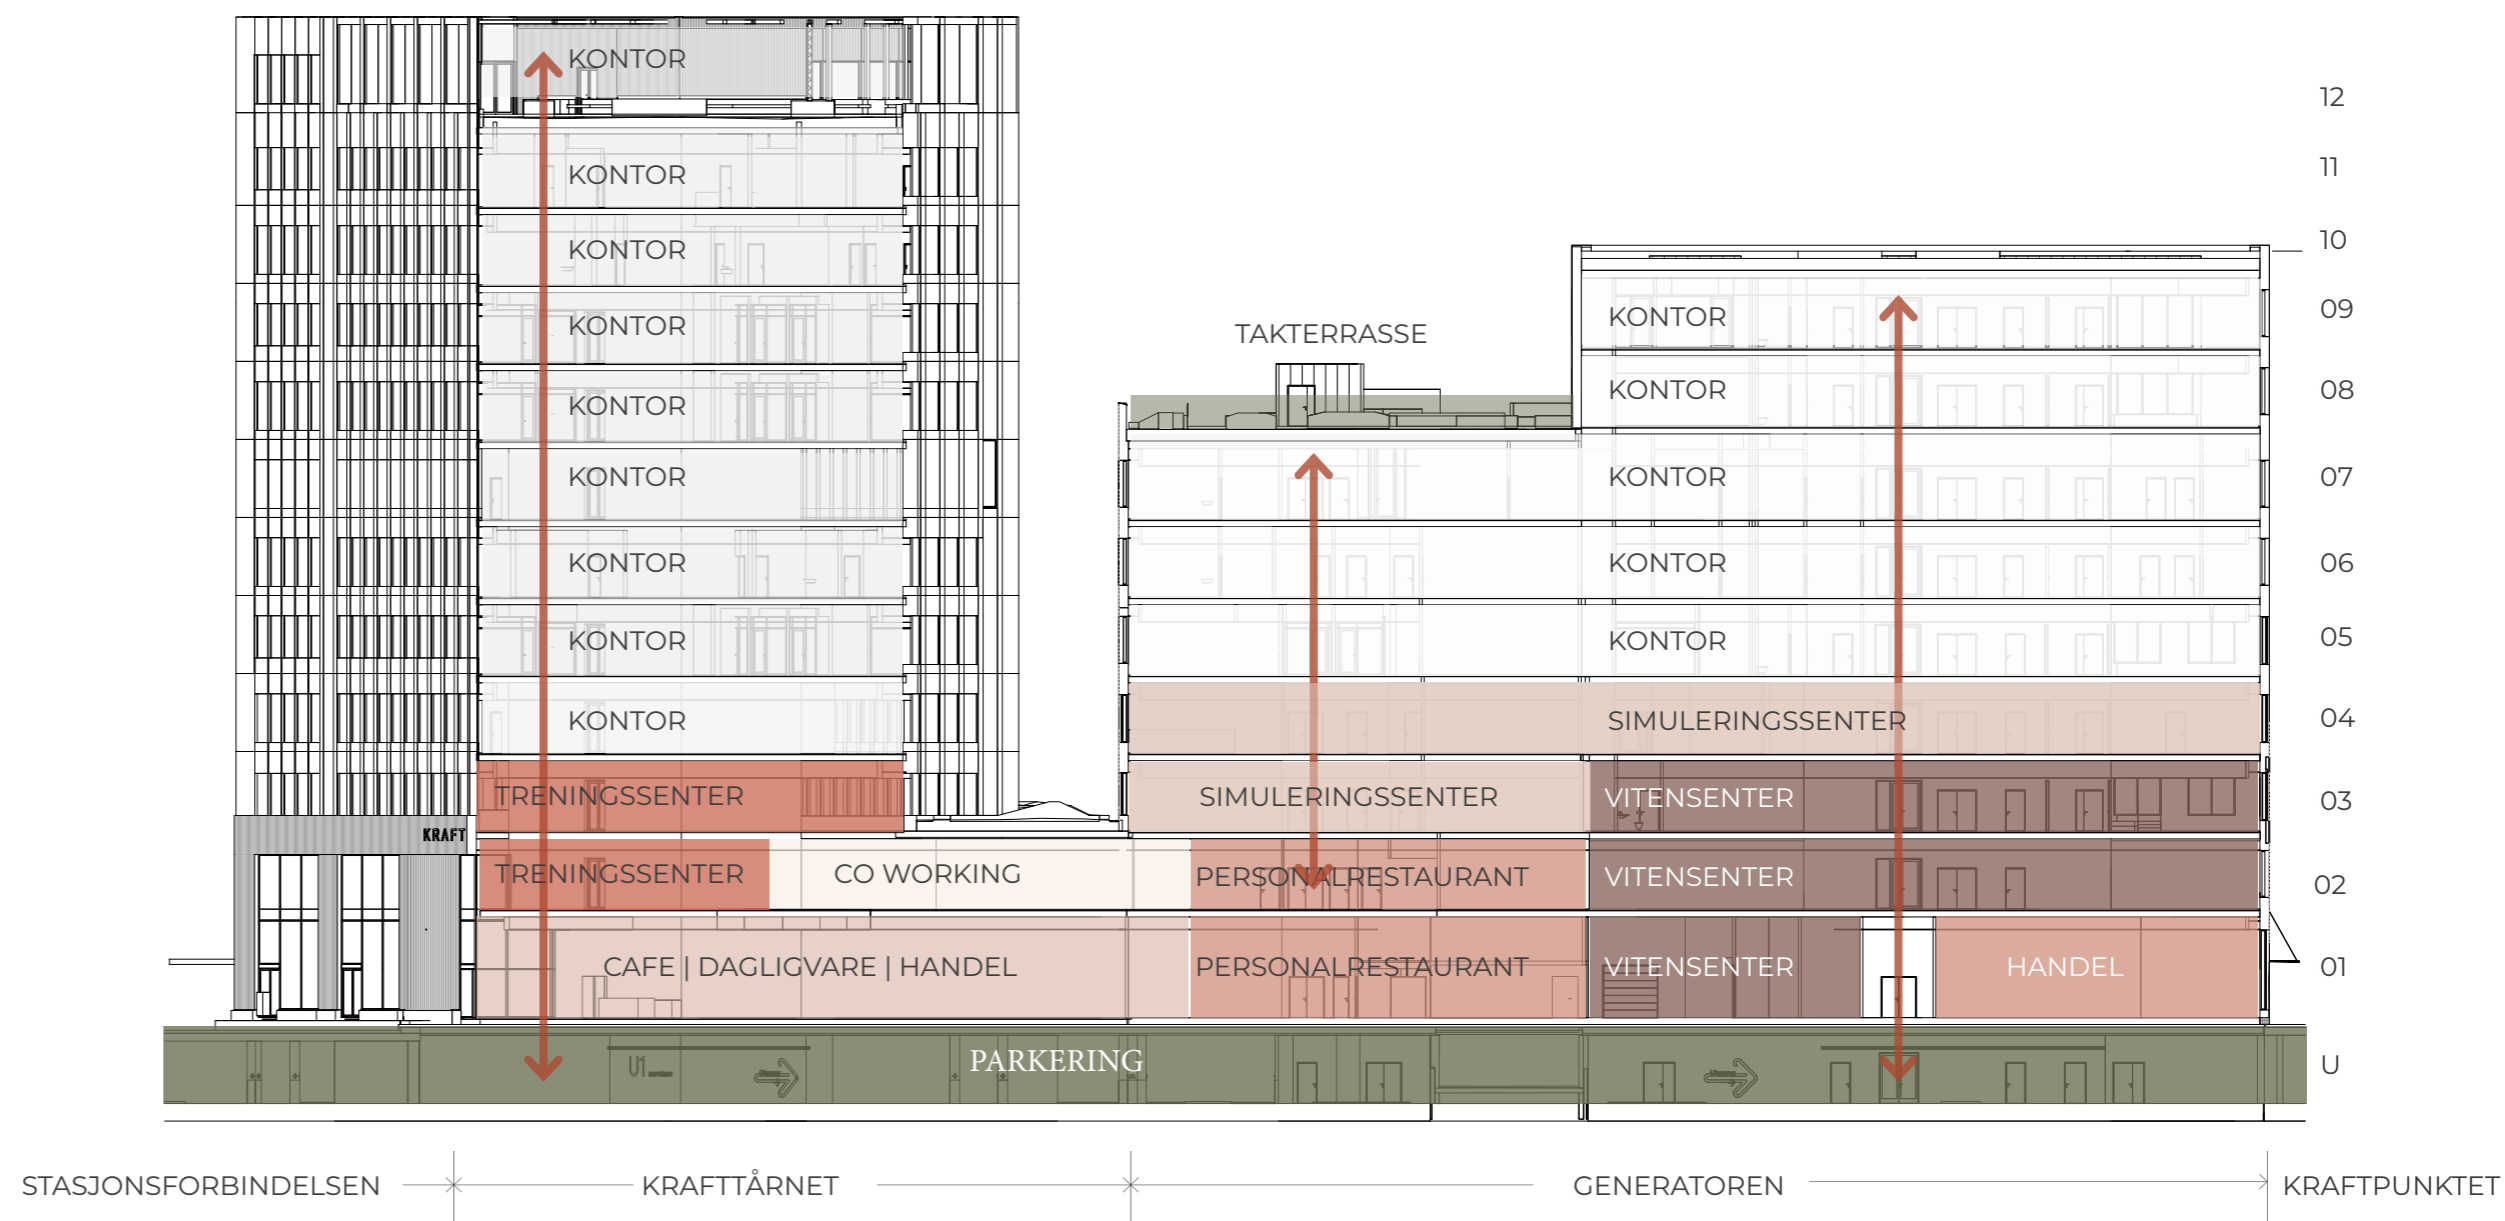 KONTOR
12
KONTOR
11
KONTOR
10
KONTOR
KONTOR
09
TAKTERRASSE
KONTOR
KONTOR
08
KONTOR
KONTOR
07
KONTOR
KONTOR
06
KONTOR
KONTOR
05
KONTOR
SIMULERINGSSENTER
04
TRENINGSSENTER
SIMULERINGSSENTER
VITENSENTER
03
KRAFT
TRENINGSSENTER
CO WORKING
PERSONALRESTAURANT
VITENSENTER
02
CAFE | DAGLIGVARE | HANDEL
PERSONALRESTAURANT
VITENSENTER
HANDEL
01
U1
PARKERING
U
STASJONSFORBINDELSEN
KRAFTTÅRNET
GENERATOREN
KRAFTPUNKTET